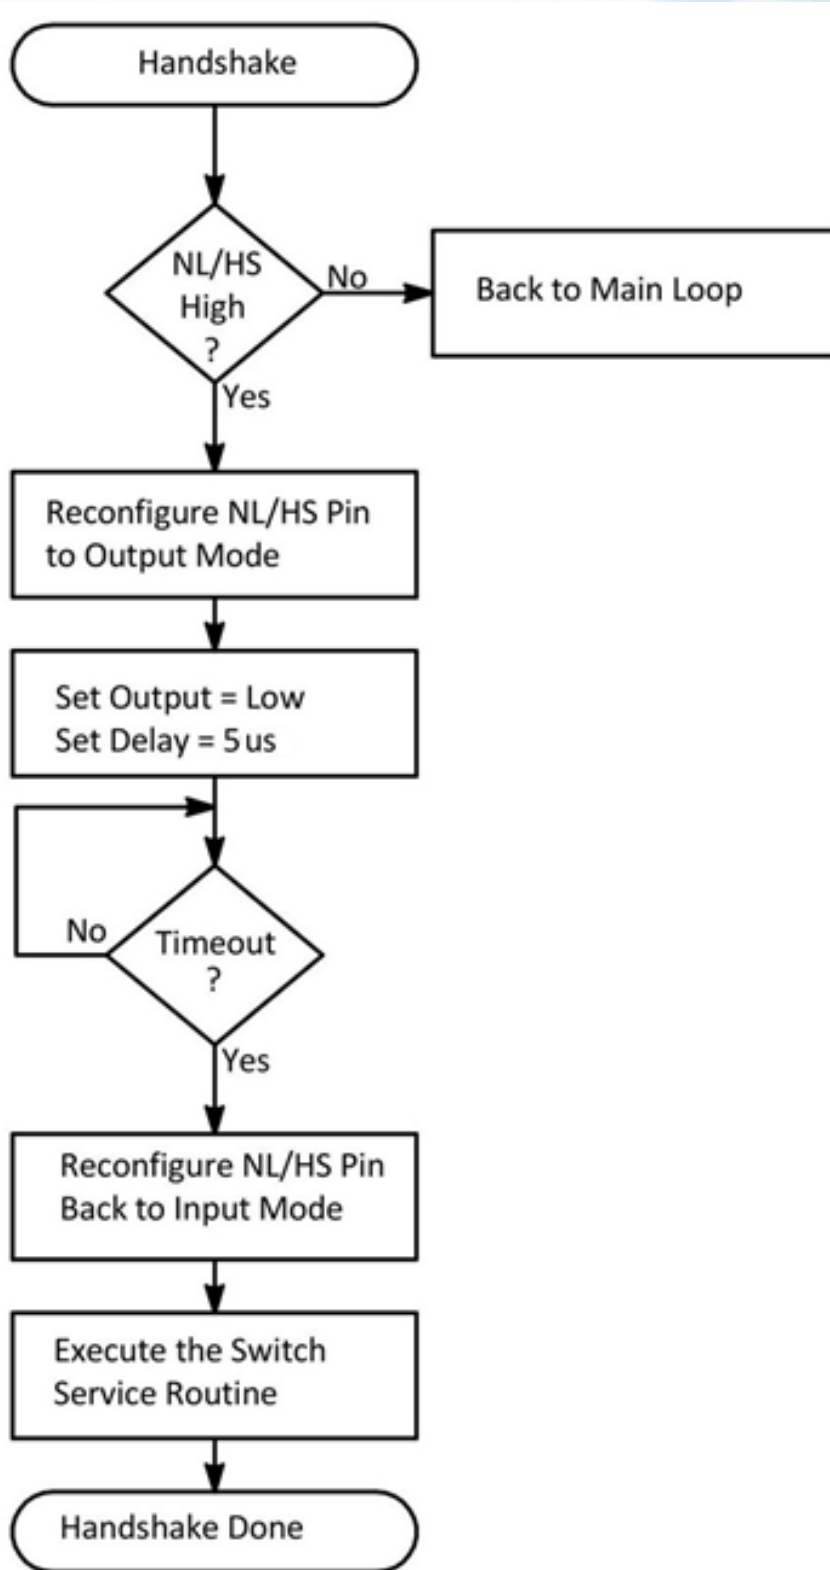 Handshake
NL/HS
High
?
No
Back to Main Loop
Yes
Reconfigure NL/HS Pin
to Output Mode
Set Output = Low
Set Delay = 5us
No
Timeout
?
Yes
Reconfigure NL/HS Pin
Back to Input Mode
Execute the Switch
Service Routine
Handshake Done